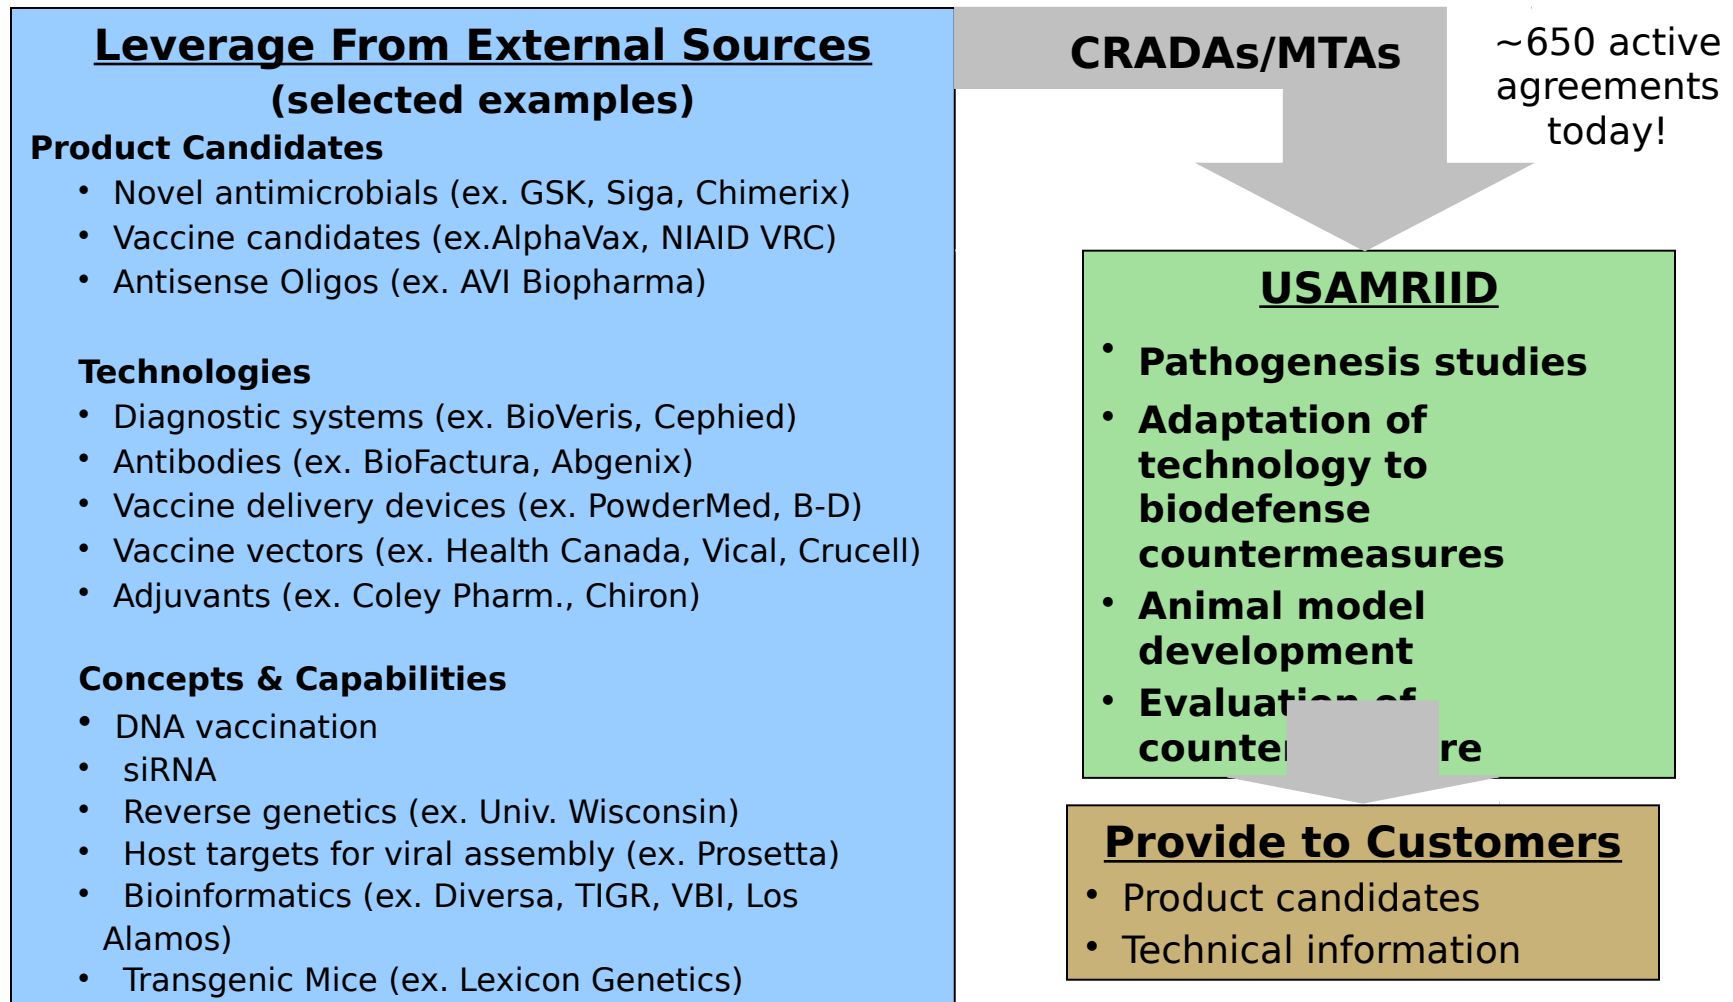 Leverage From External Sources
(selected examples)
Product Candidates
• Novel antimicrobials (ex. GSK, Siga, Chimerix)
• Vaccine candidates (ex.AlphaVax, NIAID VRC)
• Antisense Oligos (ex. AVI Biopharma)
Technologies
• Diagnostic systems (ex. BioVeris, Cephied)
• Antibodies (ex. BioFactura, Abgenix)
• Vaccine delivery devices (ex. PowderMed, B-D)
• Vaccine vectors (ex. Health Canada, Vical, Crucell)
• Adjuvants (ex. Coley Pharm., Chiron)
Concepts & Capabilities
• DNA vaccination
• siRNA
• Reverse genetics (ex. Univ. Wisconsin)
• Host targets for viral assembly (ex. Prosetta)
• Bioinformatics (ex. Diversa, TIGR, VBI, Los
Alamos)
• Transgenic Mice (ex. Lexicon Genetics)
CRADAs/MTAs
~650 active
agreements
today!
USAMRIID
• Pathogenesis studies
• Adaptation of
technology to
biodefense
countermeasures
• Animal model
development
• Evaluation of
Provide to Customers
• Product candidates
• Technical information